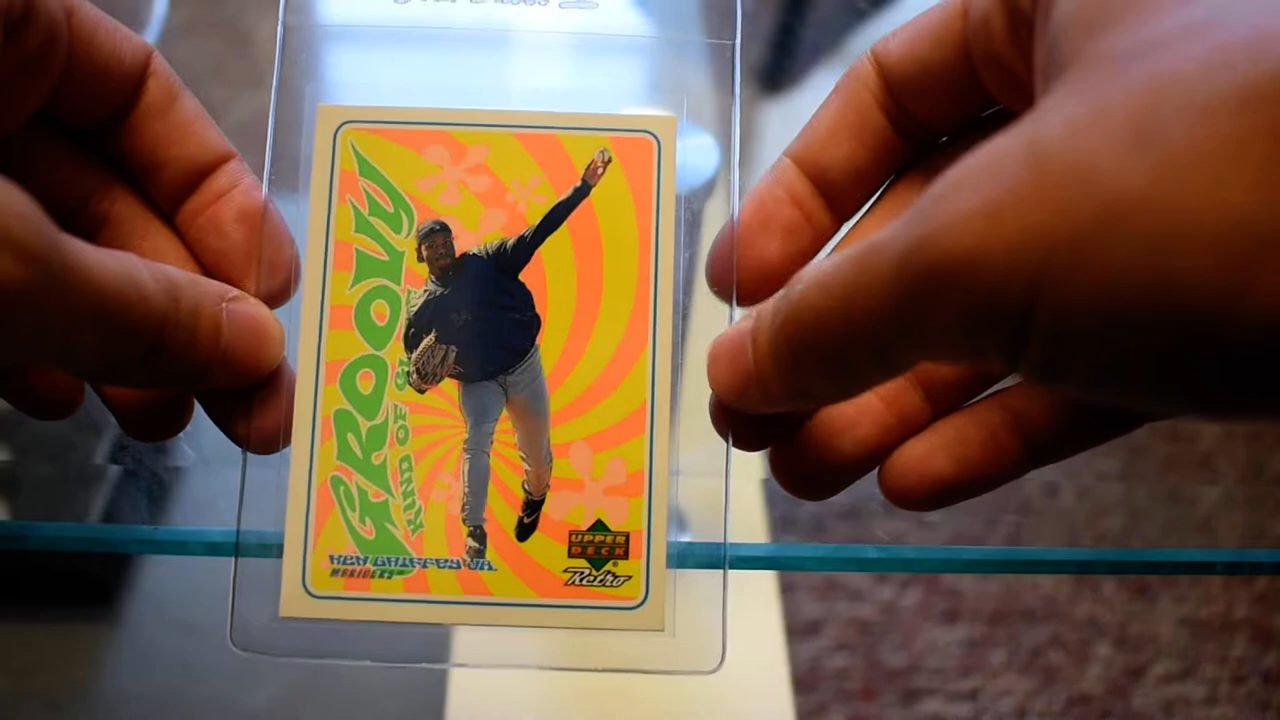 GROOVY
KIND OF
KEN GRIFFEY JR.
MARINERS
UPPER
DECK
Retro